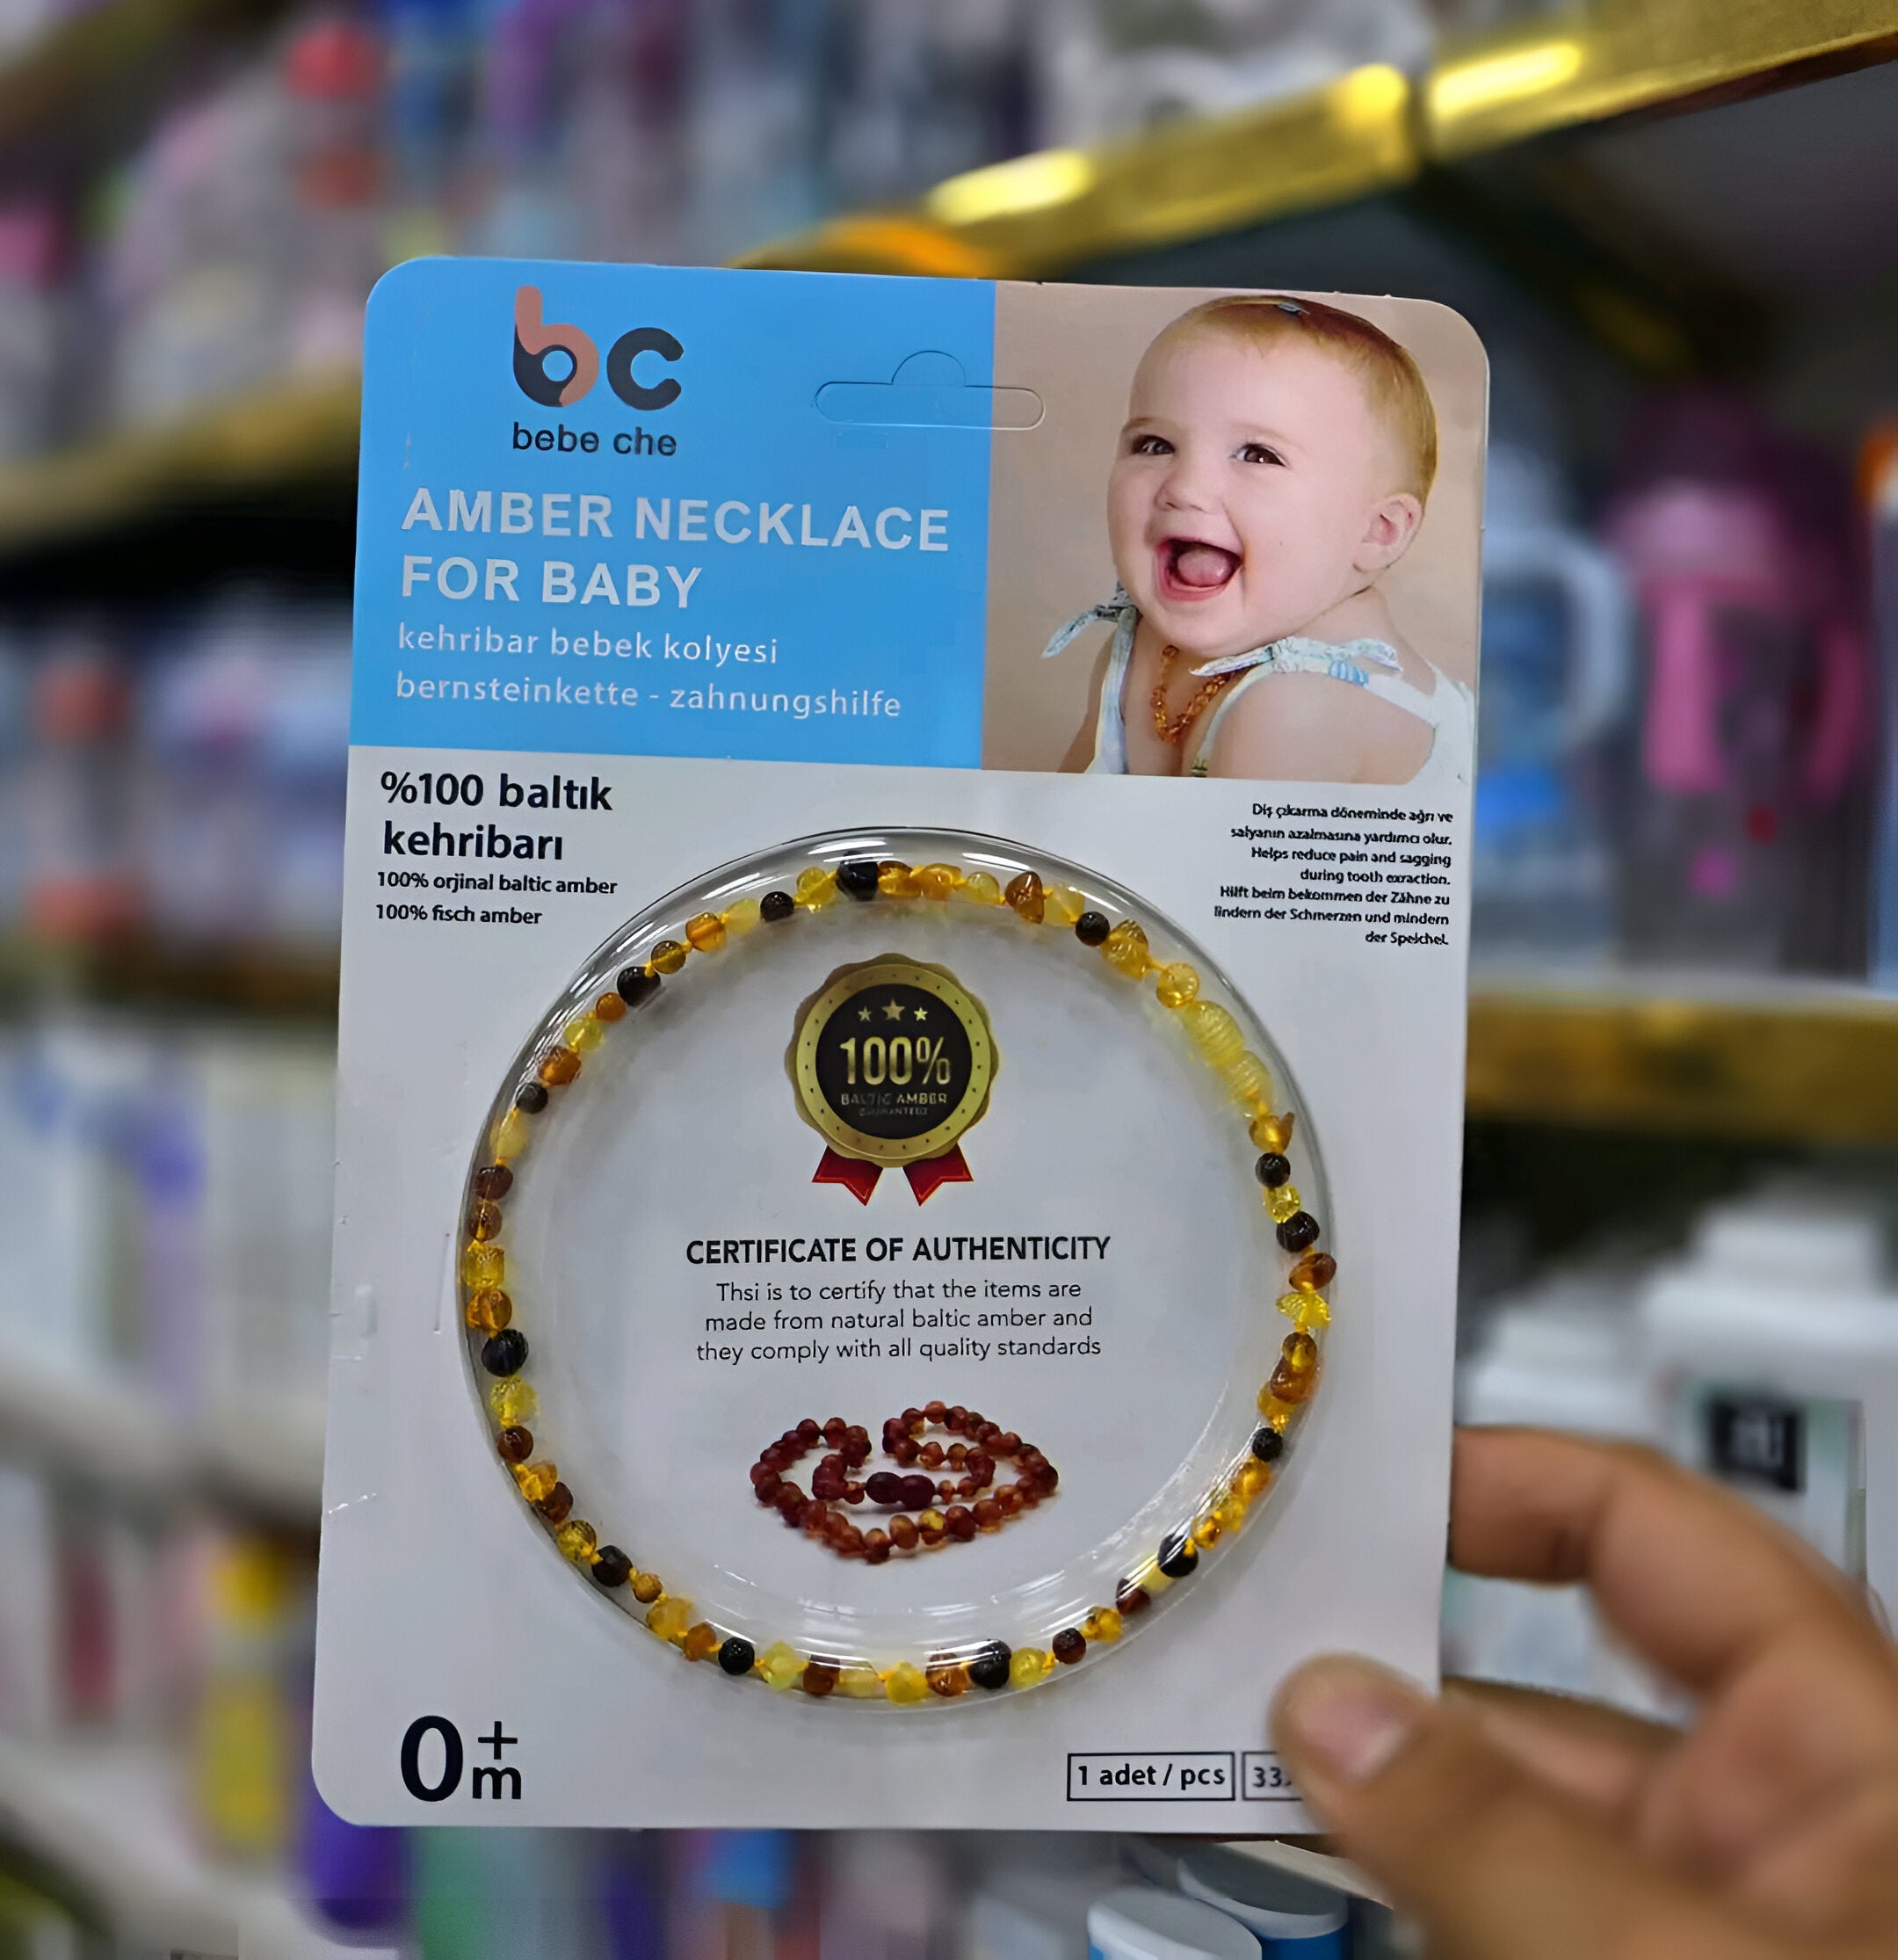 bc
bebe che
AMBER NECKLACE
FOR BABY
kehribar bebek kolyesi
bernsteinkette - zahnungshilfe
%100 baltık
kehribarı
100% orjinal baltic amber
100% fisch amber
Diş çıkarma döneminde ağrı ve
salyanın azalmasına yardımcı olur.
Helps reduce pain and sagging
during tooth exraction.
Hilft beim bekommen der Zähne zu
lindern der Schmerzen und mindern
der Speichel.
100%
BALTIC AMBER
GUARANTEED
CERTIFICATE OF AUTHENTICITY
Thsi is to certify that the items are
made from natural baltic amber and
they comply with all quality standards
0+
m
1 adet / pcs
33